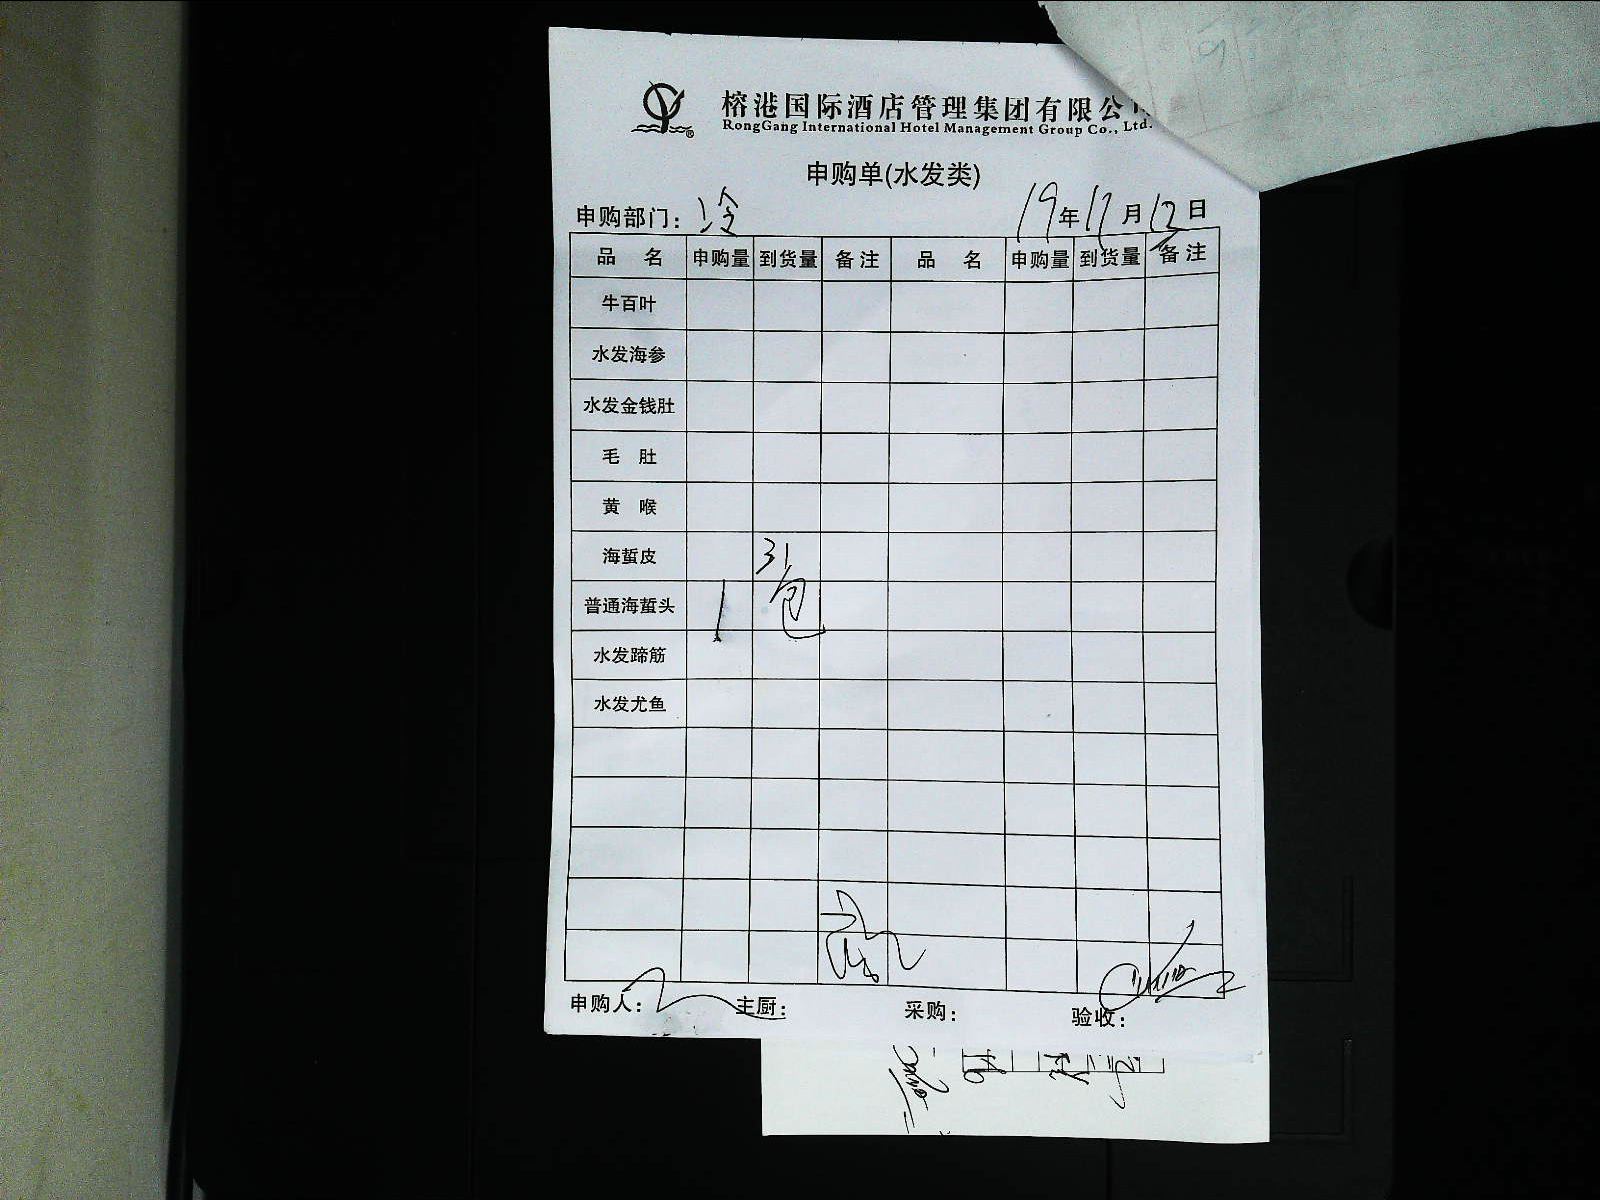 榕港国际酒店管理集团有限公
RongGang International Hotel Management Group Co., Ltd.
申购单(水发类)
申购部门: 冷 19年11月13日
品 名 申购量 到货量 备注 品 名 申购量 到货量 备注
牛百叶
水发海参
水发金钱肚
毛 肚
黄 喉
海蜇皮 31
普通海蜇头 1 包
水发蹄筋
水发尤鱼
申购人: 主厨: 采购: 验收: